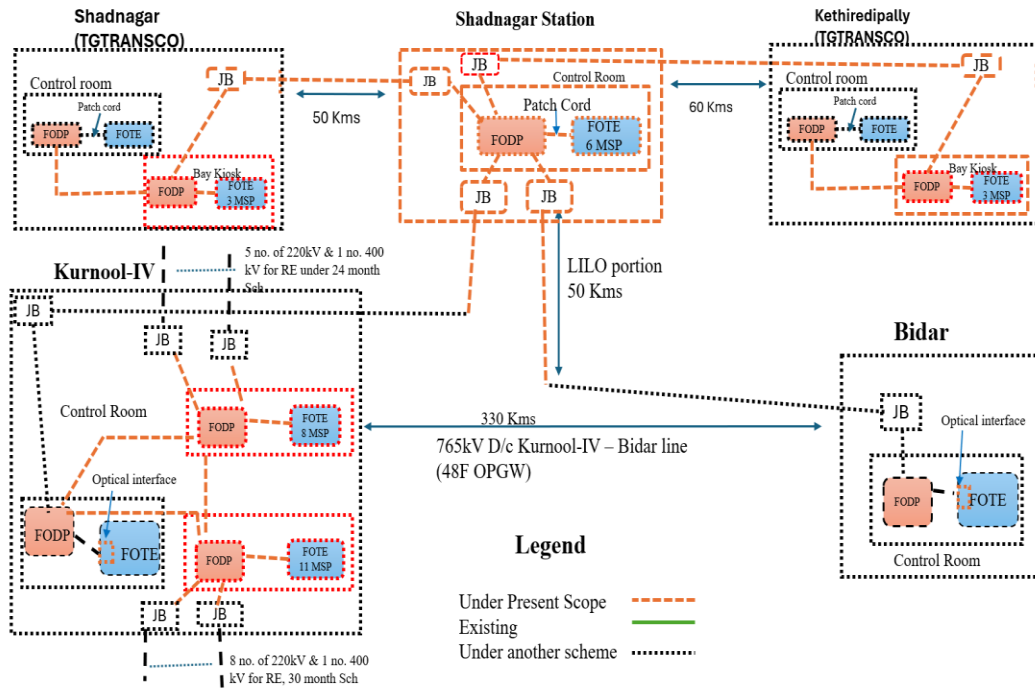 Shadnagar
(TGTRANSCO)
Control room
Patch cord
FODP
FOTE
JB
Bay Kiosk
FODP
FOTE
3 MSP
50 Kms
Shadnagar Station
JB
JB
Control Room
Patch Cord
FODP
FOTE
6 MSP
JB
JB
60 Kms
Kethiredipally
(TGTRANSCO)
Control room
Patch cord
FODP
FOTE
JB
Bay Kiosk
FODP
FOTE
3 MSP
LILO portion
50 Kms
Kurnool-IV
5 no. of 220kV & 1 no. 400
kV for RE under 24 month
Sch
JB
JB
JB
Control Room
FODP
FOTE
8 MSP
Optical interface
FODP
FOTE
FODP
FOTE
11 MSP
JB
JB
8 no. of 220kV & 1 no. 400
kV for RE, 30 month Sch
330 Kms
765kV D/c Kurnool-IV – Bidar line
(48F OPGW)
Bidar
JB
Optical interface
FODP
FOTE
Control Room
Legend
Under Present Scope
Existing
Under another scheme